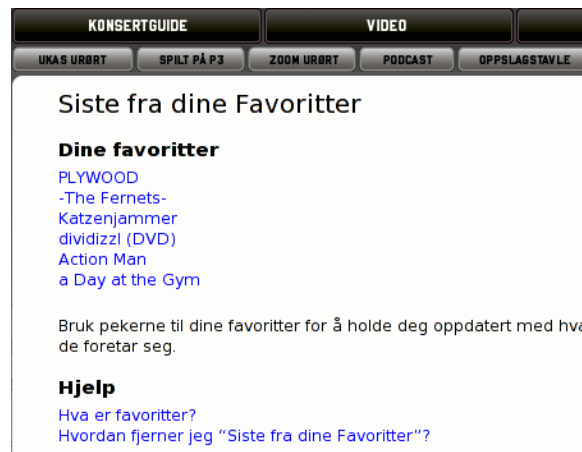 KONSERTGUIDE VIDEO
UKAS URØRT SPILT PÅ P3 ZOOM URØRT PODCAST OPPSLAGSTAVLE
Siste fra dine Favoritter
Dine favoritter
PLYWOOD
-The Fernets-
Katzenjammer
dividizzl (DVD)
Action Man
a Day at the Gym
Bruk pekerne til dine favoritter for å holde deg oppdatert med hva
de foretar seg.
Hjelp
Hva er favoritter?
Hvordan fjerner jeg “Siste fra dine Favoritter”?